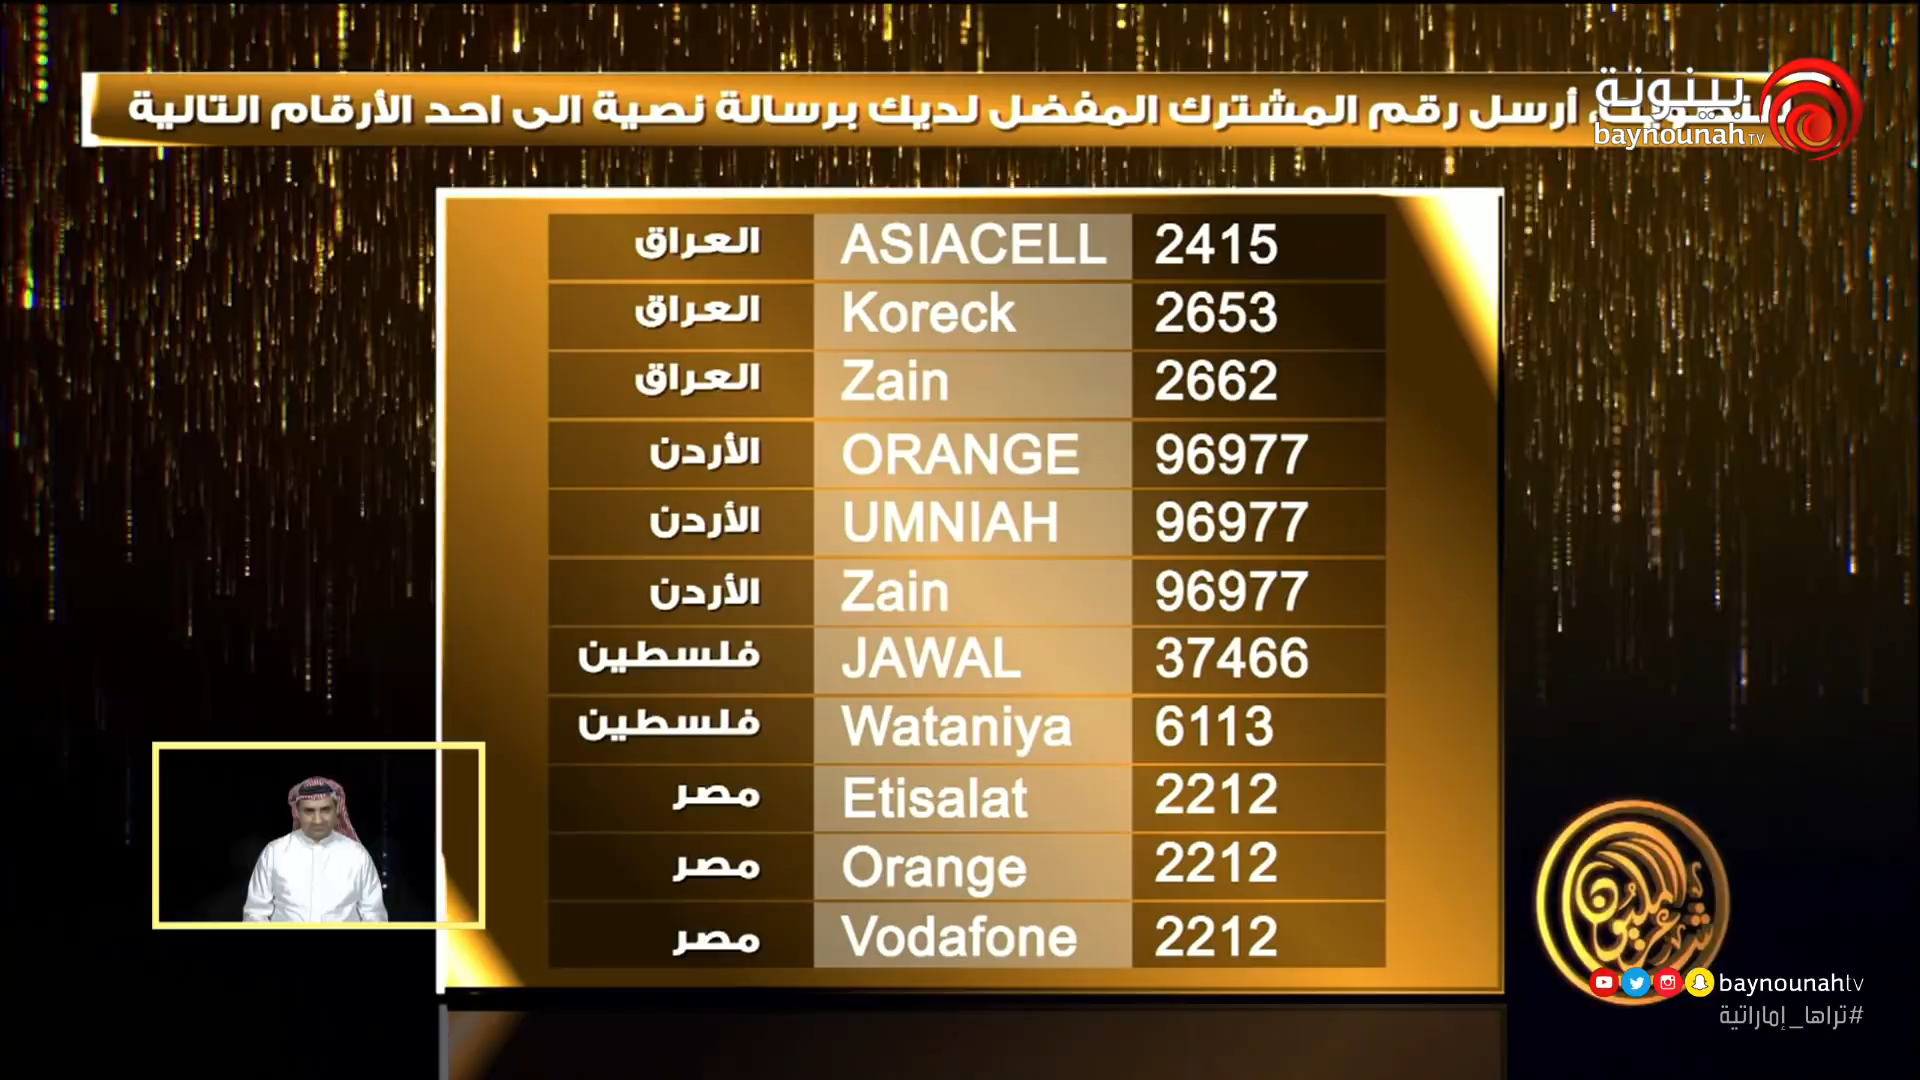 أرسل رقم المشترك المفضل لديك برسالة نصية الى احد الأرقام التالية
بينونة
baynounah TV
العراق ASIACELL 2415
العراق Koreck 2653
العراق Zain 2662
الأردن ORANGE 96977
الأردن UMNIAH 96977
الأردن Zain 96977
فلسطين JAWAL 37466
فلسطين Wataniya 6113
مصر Etisalat 2212
مصر Orange 2212
مصر Vodafone 2212
شاعر المليون
baynounahtv
#تراها_إماراتية